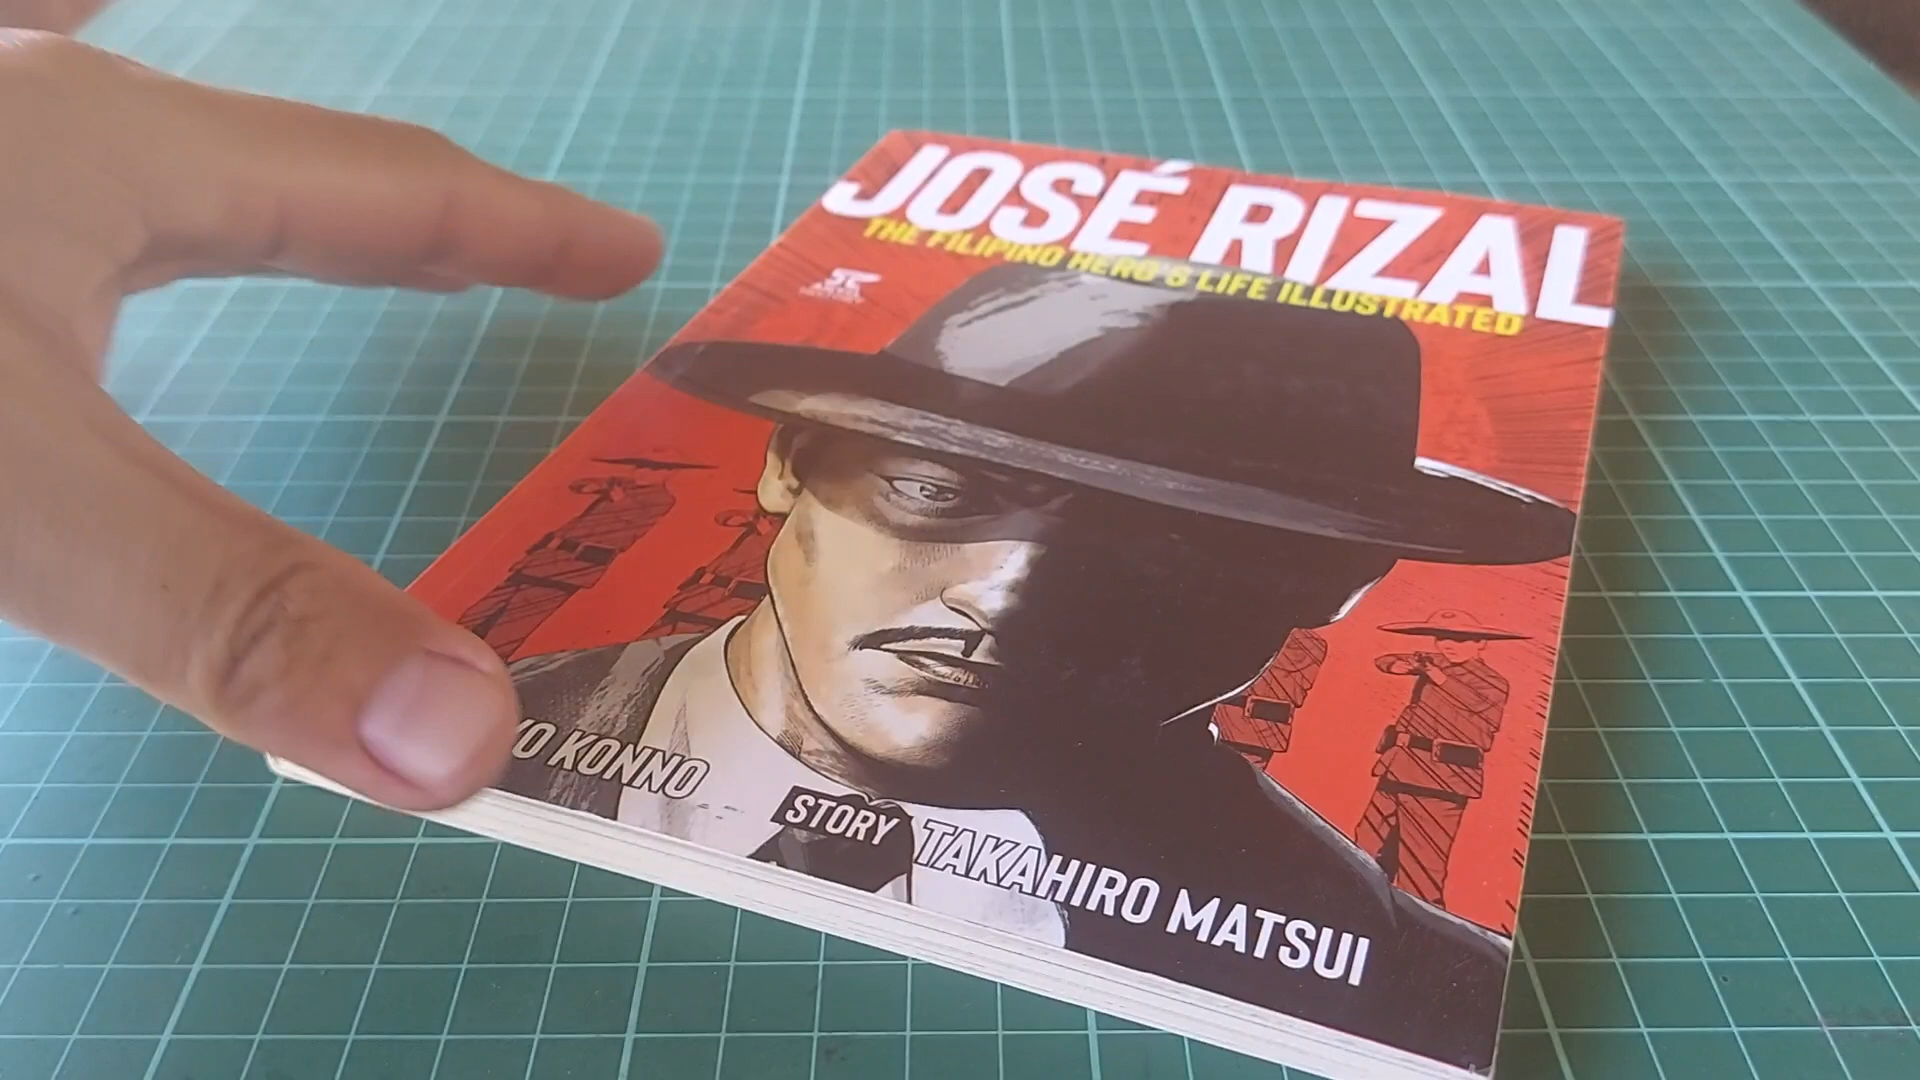 JOSÉ RIZAL
THE FILIPINO HERO'S LIFE ILLUSTRATED
KONNO
STORY TAKAHIRO MATSUI